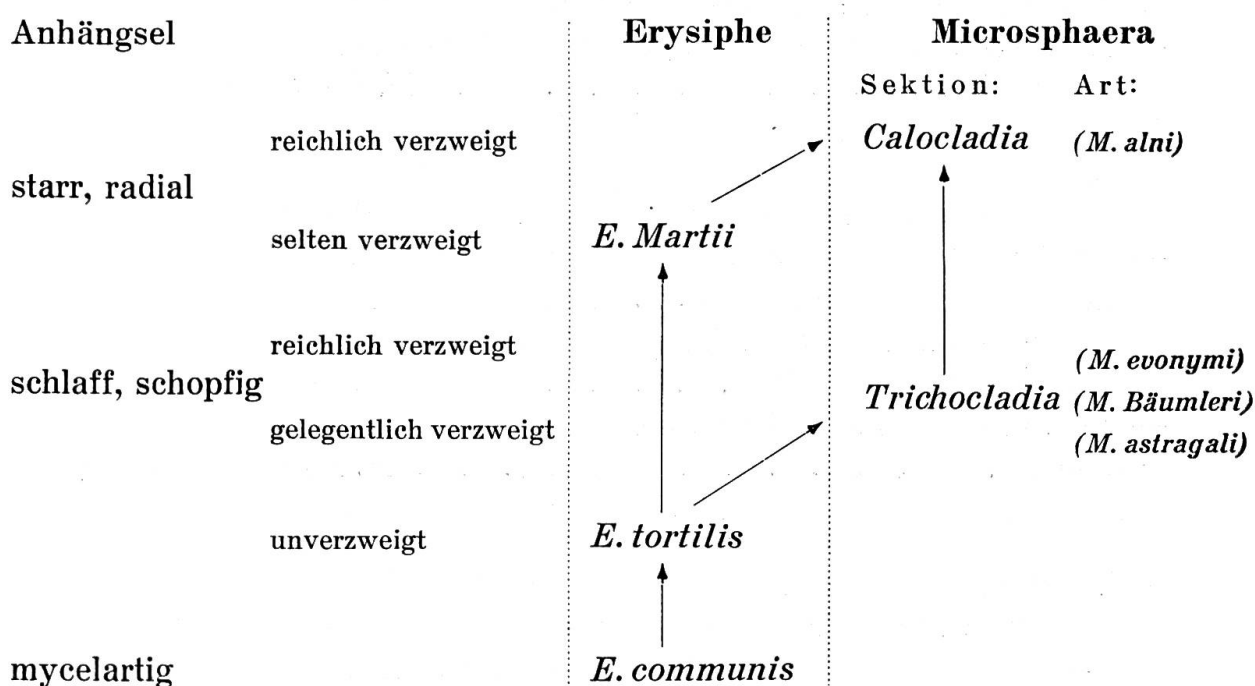 Anhängsel Erysiphe Microsphaera
Sektion: Art:
reichlich verzweigt Calocladia (M. alni)
starr, radial
selten verzweigt E. Martii
reichlich verzweigt (M. evonymi)
schlaff, schopfig Trichocladia (M. Bäumleri)
gelegentlich verzweigt (M. astragali)
unverzweigt E. tortilis
mycelartig E. communis